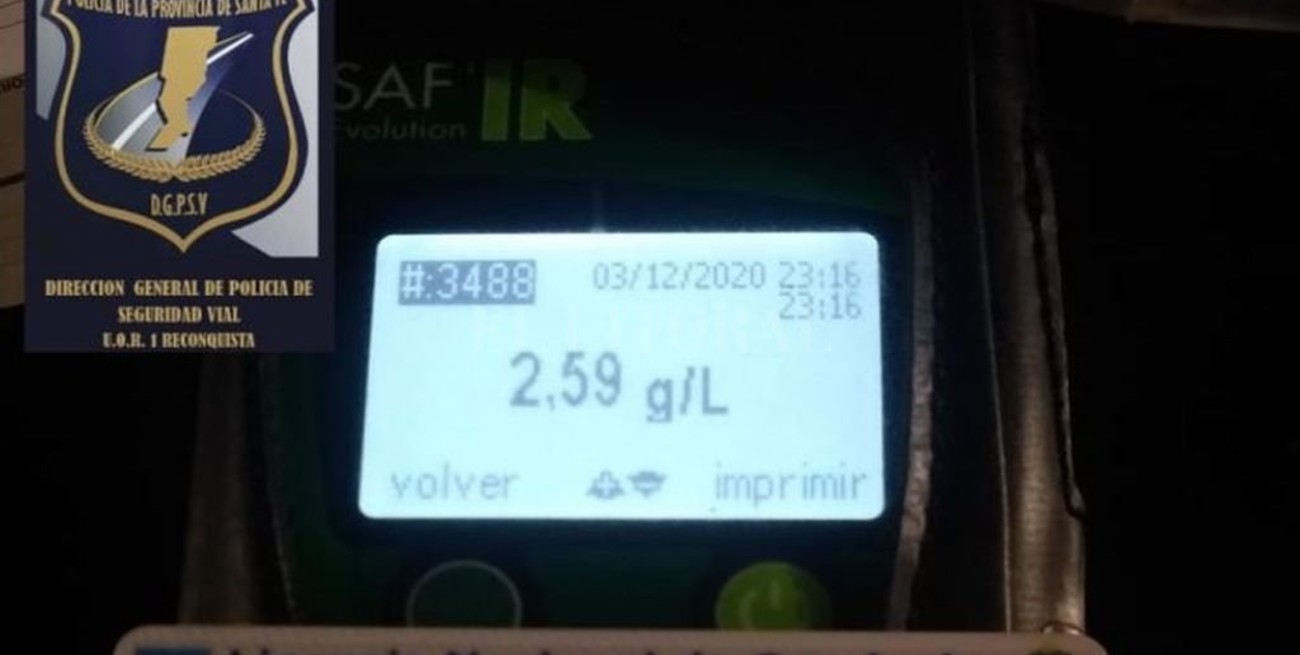 POLICIA DE LA PROVINCIA DE SANTA FE
D.G.P.S.V
DIRECCION GENERAL DE POLICIA DE
SEGURIDAD VIAL
U.O.R. 1 RECONQUISTA
SAF'IR
Evolution
#:3488 03/12/2020 23:16
23:16
2,59 g/L
volver imprimir